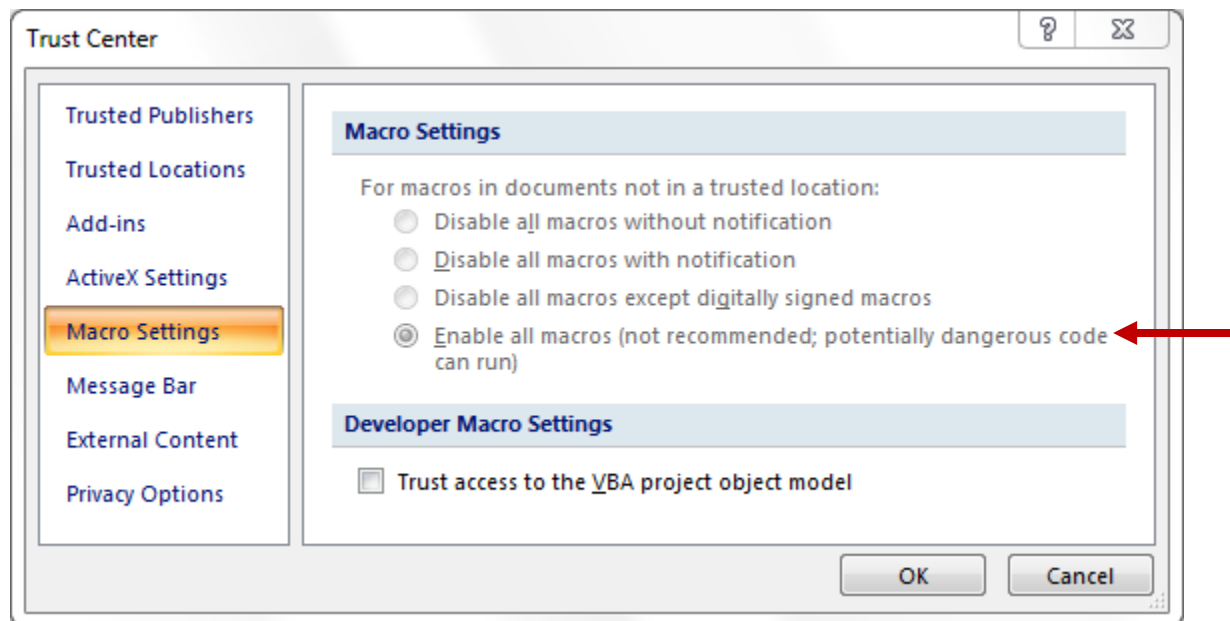 Trust Center
Trusted Publishers
Trusted Locations
Add-ins
ActiveX Settings
Macro Settings
Message Bar
External Content
Privacy Options
Macro Settings
For macros in documents not in a trusted location:
Disable all macros without notification
Disable all macros with notification
Disable all macros except digitally signed macros
Enable all macros (not recommended; potentially dangerous code
can run)
Developer Macro Settings
Trust access to the VBA project object model
OK
Cancel